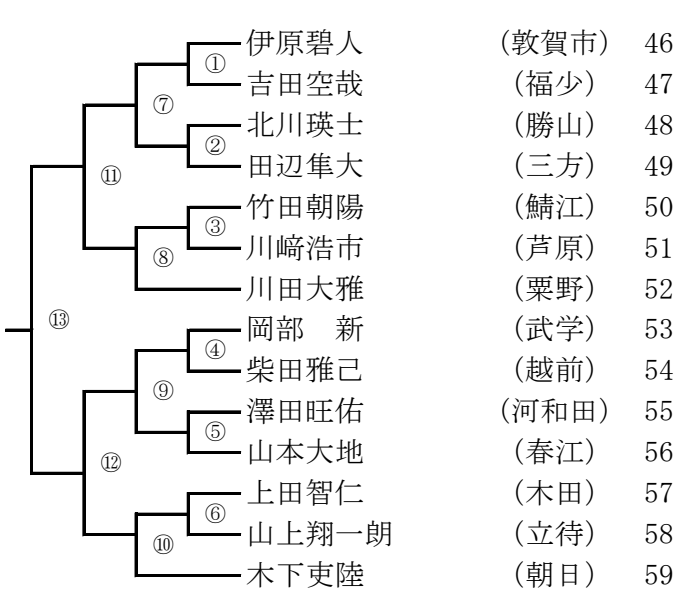 伊原碧人 (敦賀市) 46
①
吉田空哉 (福少) 47
⑦
北川瑛士 (勝山) 48
②
田辺隼大 (三方) 49
⑪
竹田朝陽 (鯖江) 50
③
川﨑浩市 (芦原) 51
⑧
川田大雅 (粟野) 52
⑬
岡部　新 (武学) 53
④
柴田雅己 (越前) 54
⑨
澤田旺佑 (河和田) 55
⑤
山本大地 (春江) 56
⑫
上田智仁 (木田) 57
⑥
山上翔一朗 (立待) 58
⑩
木下吏陸 (朝日) 59